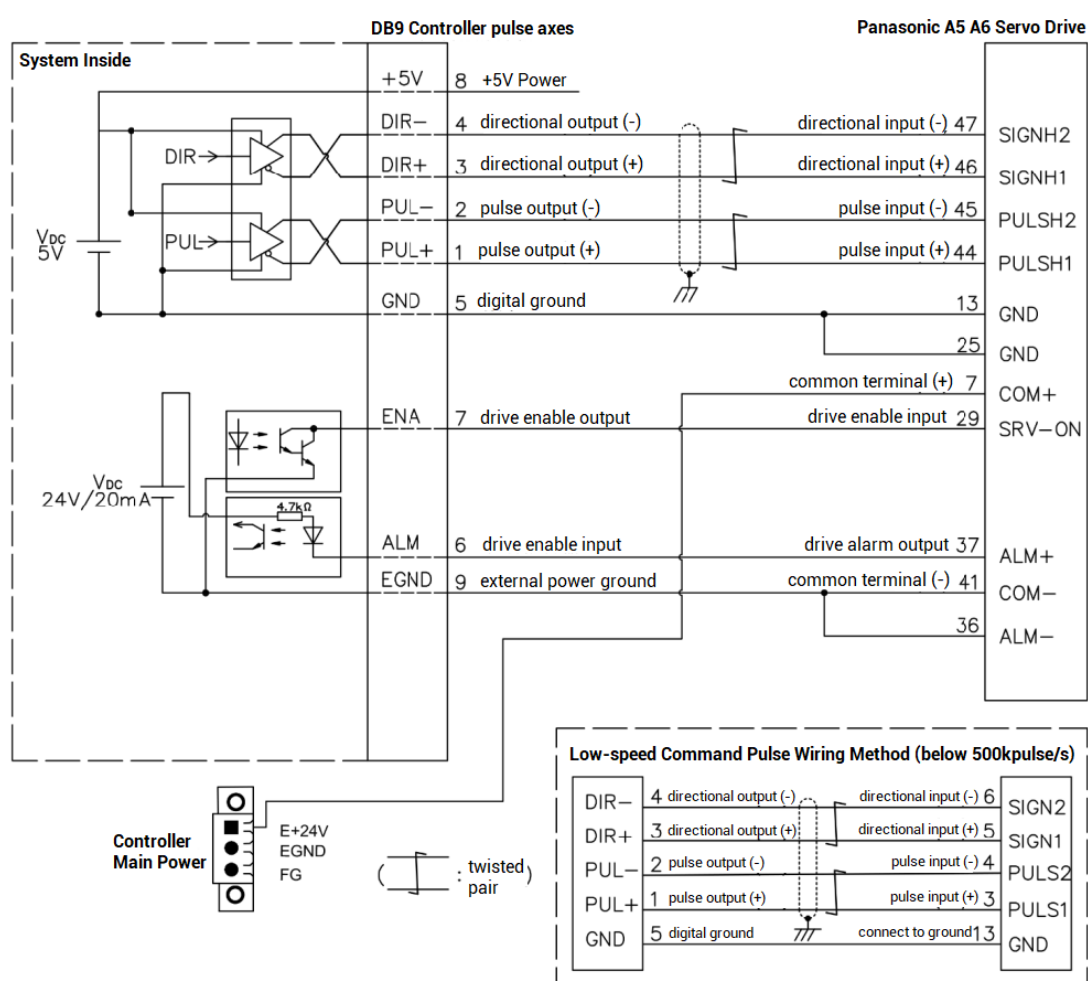 DB9 Controller pulse axes
Panasonic A5 A6 Servo Drive
System Inside
+5V 8 +5V Power
DIR− 4 directional output (-) directional input (-) 47 SIGNH2
DIR
DIR+ 3 directional output (+) directional input (+) 46 SIGNH1
PUL− 2 pulse output (-) pulse input (-) 45 PULSH2
VDC
5V
PUL
PUL+ 1 pulse output (+) pulse input (+) 44 PULSH1
GND 5 digital ground 13 GND
25 GND
common terminal (+) 7 COM+
ENA 7 drive enable output drive enable input 29 SRV−ON
VDC
24V/20mA
4.7kΩ
ALM 6 drive enable input drive alarm output 37 ALM+
EGND 9 external power ground common terminal (-) 41 COM−
36 ALM−
Controller
Main Power
E+24V
EGND
FG
( : twisted
pair )
Low-speed Command Pulse Wiring Method (below 500kpulse/s)
DIR− 4 directional output (-) directional input (-) 6 SIGN2
DIR+ 3 directional output (+) directional input (+) 5 SIGN1
PUL− 2 pulse output (-) pulse input (-) 4 PULS2
PUL+ 1 pulse output (+) pulse input (+) 3 PULS1
GND 5 digital ground connect to ground 13 GND